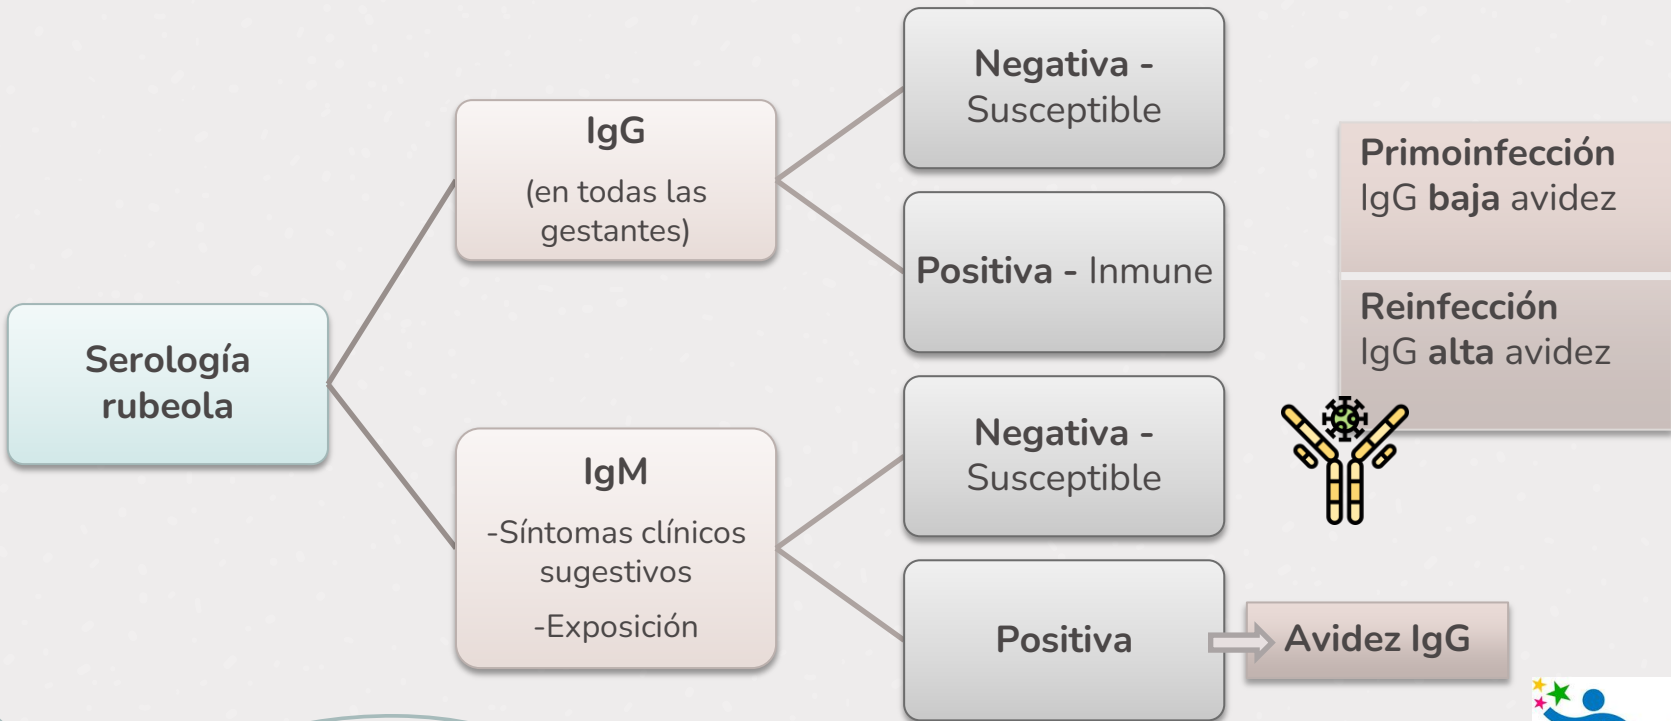 Serología
rubeola
IgG
(en todas las
gestantes)
IgM
-Síntomas clínicos
sugestivos
-Exposición
Negativa -
Susceptible
Positiva - Inmune
Negativa -
Susceptible
Positiva
Avidez IgG
Primoinfección
IgG baja avidez
Reinfección
IgG alta avidez